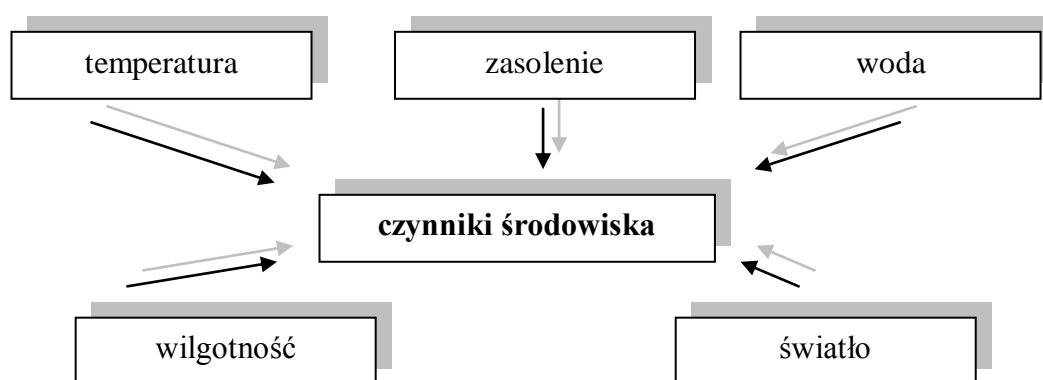 temperatura
zasolenie
woda
czynniki środowiska
wilgotność
światło